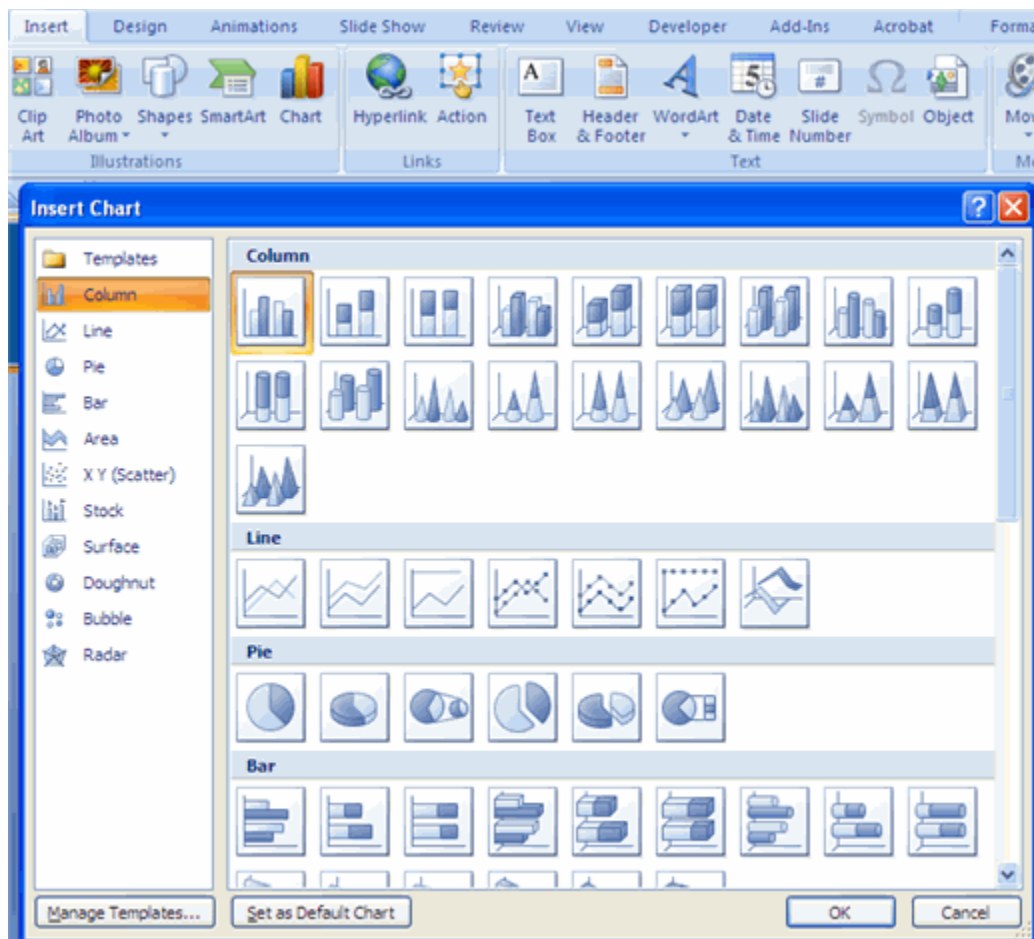 Insert Design Animations Slide Show Review View Developer Add-Ins Acrobat Forma
Clip Art
Photo Album
Shapes
SmartArt
Chart
Hyperlink
Action
A
Text Box
Header & Footer
WordArt
5
Date & Time
#
Slide Number
Ω
Symbol
Object
Mov
Illustrations Links Text M
Insert Chart
Templates
Column
Line
Pie
Bar
Area
X Y (Scatter)
Stock
Surface
Doughnut
Bubble
Radar
Column
Line
Pie
Bar
Manage Templates... Set as Default Chart OK Cancel